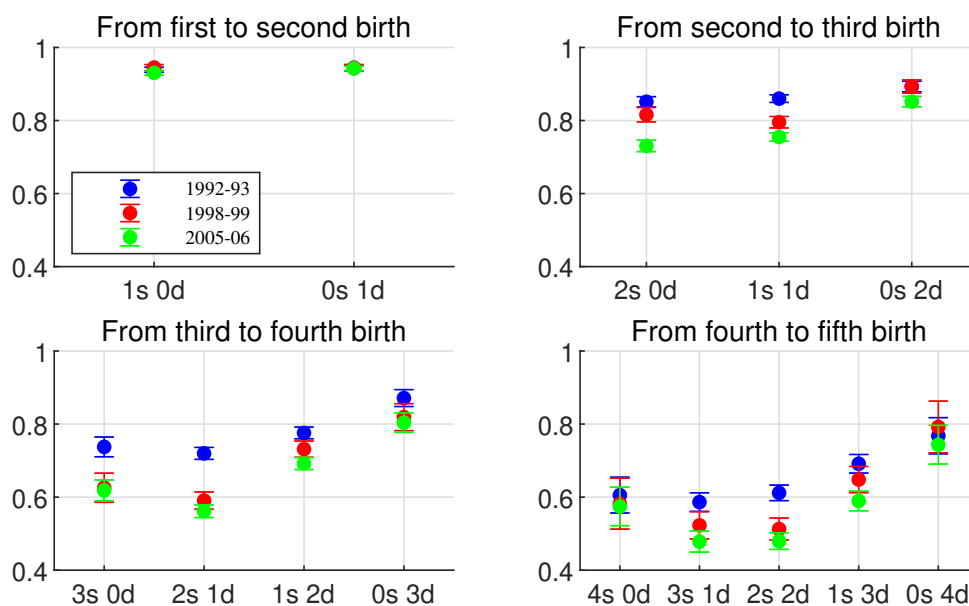 From first to second birth
1
0.8
0.6
0.4
1s 0d 0s 1d
1992-93
1998-99
2005-06
From second to third birth
1
0.8
0.6
0.4
2s 0d 1s 1d 0s 2d
From third to fourth birth
1
0.8
0.6
0.4
3s 0d 2s 1d 1s 2d 0s 3d
From fourth to fifth birth
1
0.8
0.6
0.4
4s 0d 3s 1d 2s 2d 1s 3d 0s 4d